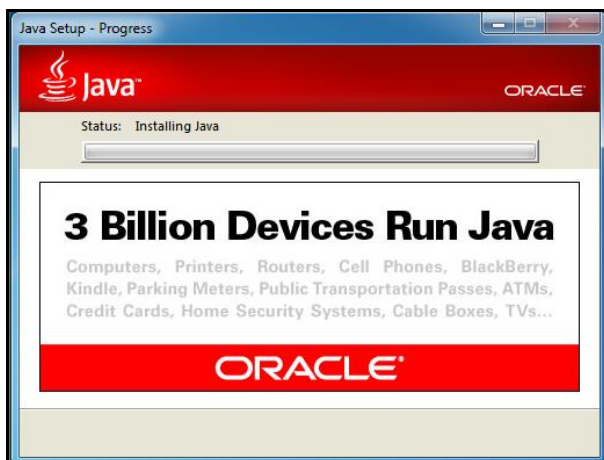 Java Setup - Progress
Java™
ORACLE®
Status: Installing Java
3 Billion Devices Run Java
Computers, Printers, Routers, Cell Phones, BlackBerry,
Kindle, Parking Meters, Public Transportation Passes, ATMs,
Credit Cards, Home Security Systems, Cable Boxes, TVs...
ORACLE®